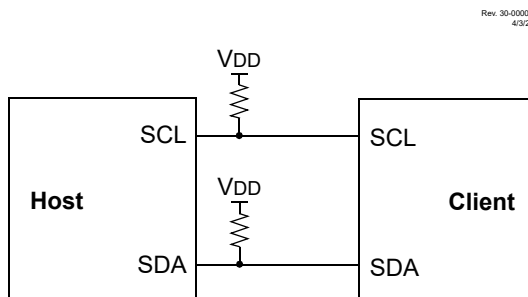 Rev. 30-0000
4/3/2
VDD
SCL
SCL
VDD
Host
Client
SDA
SDA